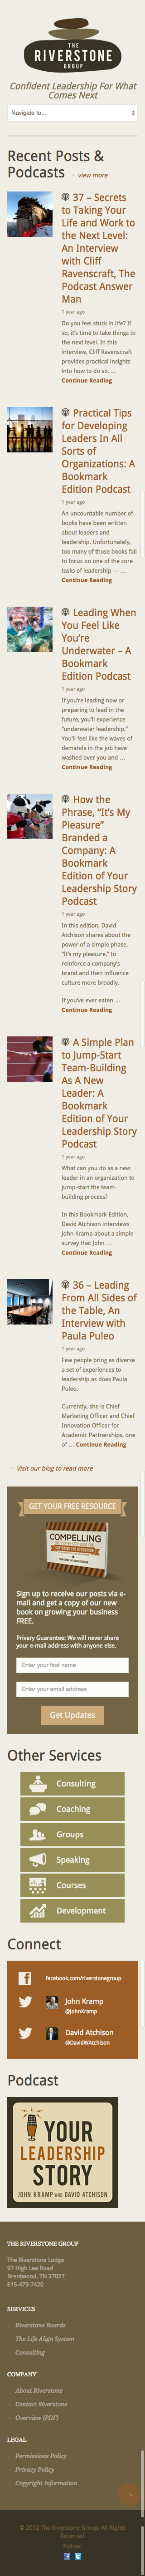 THE
RIVERSTONE
GROUP
Confident Leadership For What
Comes Next
Navigate to...
Recent Posts &
Podcasts
view more
37 – Secrets
to Taking Your
Life and Work to
the Next Level:
An Interview
with Cliff
Ravenscraft, The
Podcast Answer
Man
1 year ago
Do you feel stuck in life? If
so, it's time to take things to
the next level. In this
interview, Cliff Ravenscraft
provides practical insights
into how to do so. ...
Continue Reading
Practical Tips
for Developing
Leaders In All
Sorts of
Organizations: A
Bookmark
Edition Podcast
1 year ago
An uncountable number of
books have been written
about leaders and
leadership. Unfortunately,
too many of those books fail
to focus on one of the core
tasks of leadership — ...
Continue Reading
Leading When
You Feel Like
You're
Underwater – A
Bookmark
Edition Podcast
1 year ago
If you're leading now or
preparing to lead in the
future, you'll experience
“underwater leadership.”
You'll feel like the waves of
demands in the job have
washed over you and ...
Continue Reading
How the
Phrase, “It's My
Pleasure”
Branded a
Company: A
Bookmark
Edition of Your
Leadership Story
Podcast
1 year ago
In this edition, David
Atchison shares about the
power of a simple phrase,
“It's my pleasure,” to
reinforce a company's
brand and then influence
culture more broadly.
If you've ever eaten ...
Continue Reading
A Simple Plan
to Jump-Start
Team-Building
As A New
Leader: A
Bookmark
Edition of Your
Leadership Story
Podcast
1 year ago
What can you do as a new
leader in an organization to
jump-start the team-
building process?
In this Bookmark Edition,
David Atchison interviews
John Kramp about a simple
survey that John ...
Continue Reading
36 – Leading
From All Sides of
the Table, An
Interview with
Paula Puleo
1 year ago
Few people bring as diverse
a set of experiences to
leadership as does Paula
Puleo.
Currently, she is Chief
Marketing Officer and Chief
Innovation Officer for
Academic Partnerships, one
of ... Continue Reading
Visit our blog to read more
GET YOUR FREE RESOURCE
COMPELLING
Sign up to receive our posts via e-
mail and get a copy of our new
book on growing your business
FREE.
Privacy Guarantee: We will never share
your e-mail address with anyone else.
Enter your first name
Enter your email address
Get Updates
Other Services
Consulting
Coaching
Groups
Speaking
Courses
Development
Connect
facebook.com/riverstonegroup
John Kramp
@JohnKramp
David Atchison
@DavidWAtchison
Podcast
YOUR
LEADERSHIP
STORY
JOHN KRAMP AND DAVID ATCHISON
THE RIVERSTONE GROUP
The Riverstone Lodge
97 High Lea Road
Brentwood, TN 37027
615-479-7420
SERVICES
Riverstone Boards
The Life Align System
Consulting
COMPANY
About Riverstone
Contact Riverstone
Overview (PDF)
LEGAL
Permissions Policy
Privacy Policy
Copyright Information
© 2012 The Riverstone Group, All Rights
Reserved
Follow: